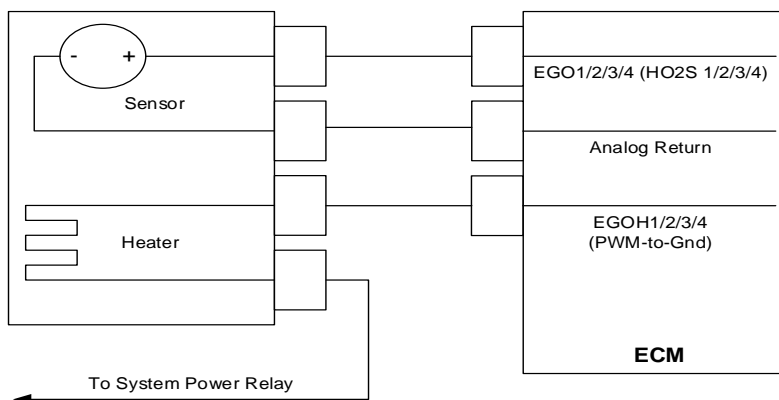 - +
EGO1/2/3/4 (HO2S 1/2/3/4)
Sensor
Analog Return
EGOH1/2/3/4
(PWM-to-Gnd)
Heater
ECM
To System Power Relay